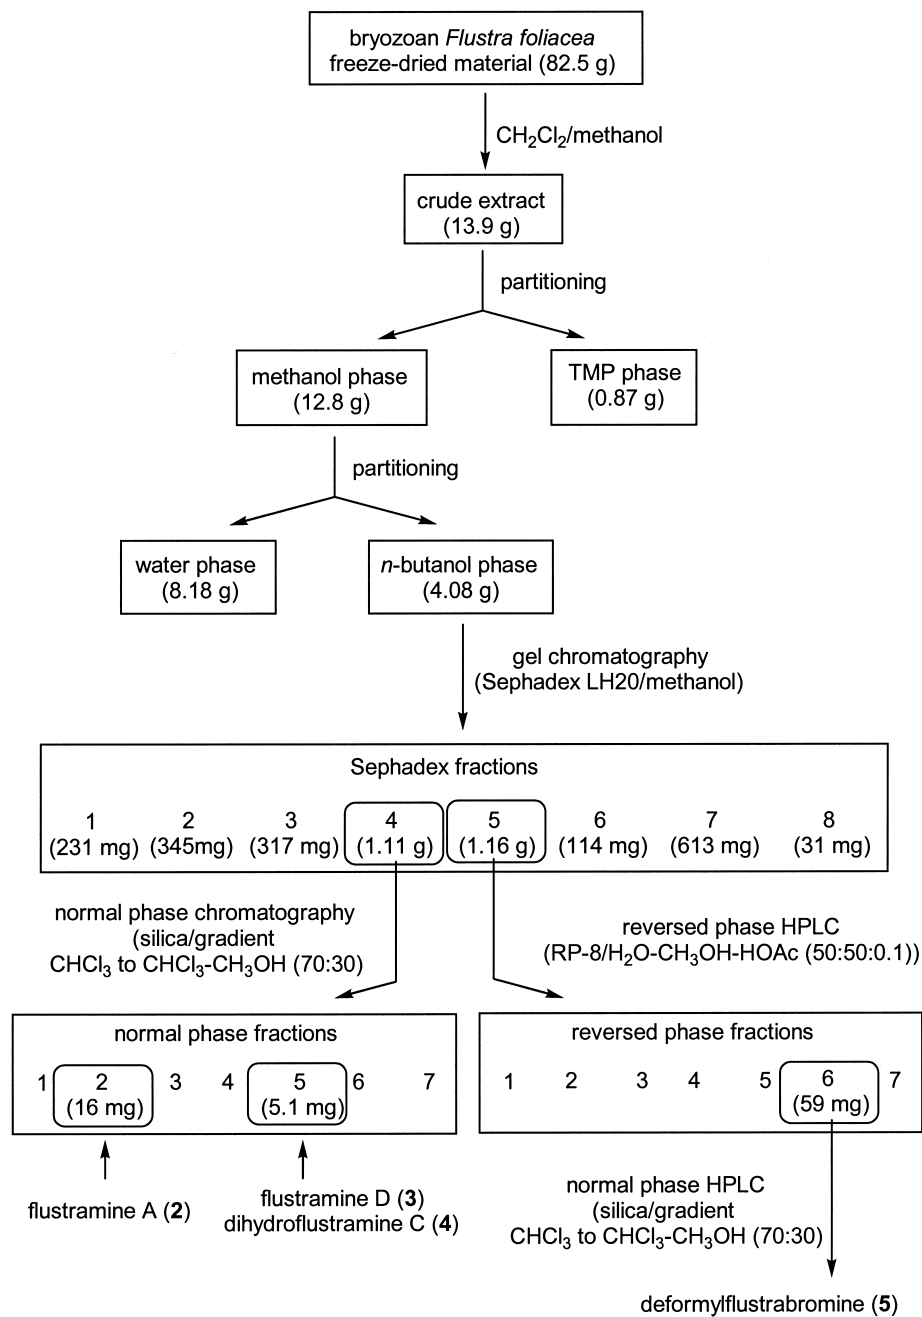 bryozoan Flustra foliacea
freeze-dried material (82.5 g)
CH₂Cl₂/methanol
crude extract
(13.9 g)
partitioning
methanol phase
(12.8 g)
TMP phase
(0.87 g)
partitioning
water phase
(8.18 g)
n-butanol phase
(4.08 g)
gel chromatography
(Sephadex LH20/methanol)
Sephadex fractions
1 2 3 4 5 6 7 8
(231 mg) (345mg) (317 mg) (1.11 g) (1.16 g) (114 mg) (613 mg) (31 mg)
normal phase chromatography
(silica/gradient
CHCl₃ to CHCl₃-CH₃OH (70:30)
reversed phase HPLC
(RP-8/H₂O-CH₃OH-HOAc (50:50:0.1))
normal phase fractions
1 2 3 4 5 6 7
(16 mg) (5.1 mg)
reversed phase fractions
1 2 3 4 5 6 7
(59 mg)
flustramine A (2)
flustramine D (3)
dihydroflustramine C (4)
normal phase HPLC
(silica/gradient
CHCl₃ to CHCl₃-CH₃OH (70:30)
deformylflustrabromine (5)